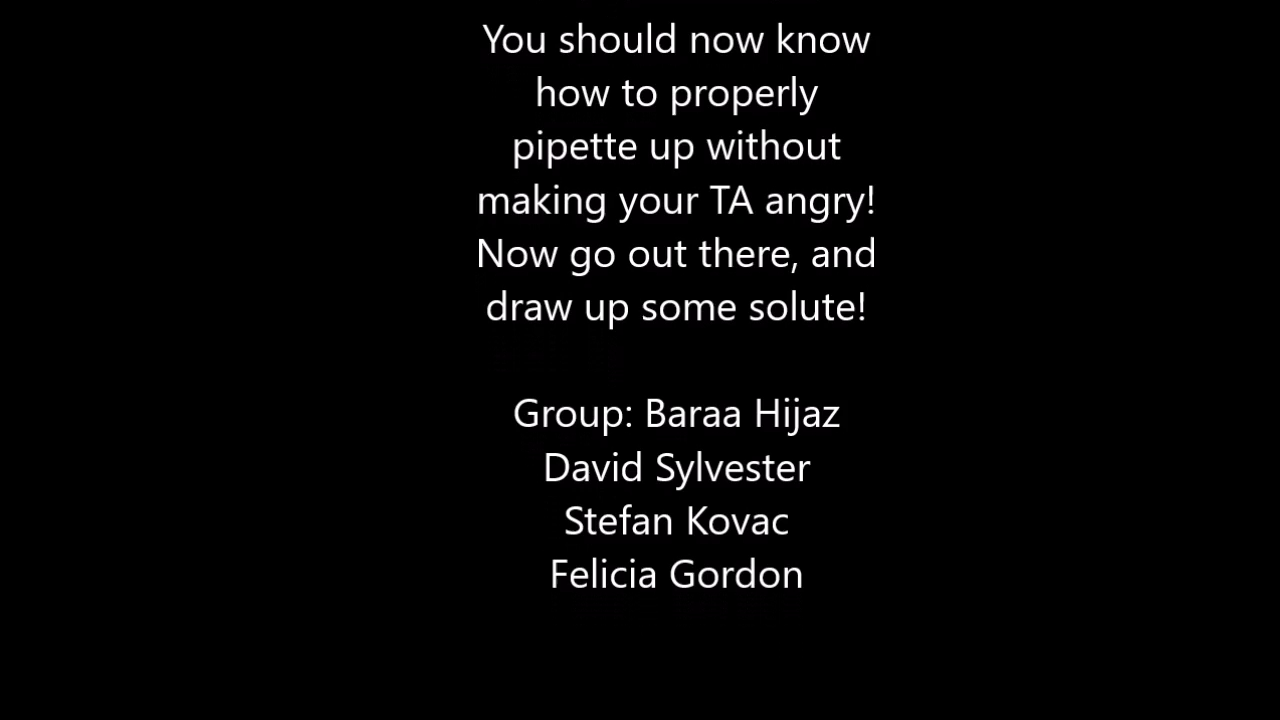 You should now know
how to properly
pipette up without
making your TA angry!
Now go out there, and
draw up some solute!
Group: Baraa Hijaz
David Sylvester
Stefan Kovac
Felicia Gordon